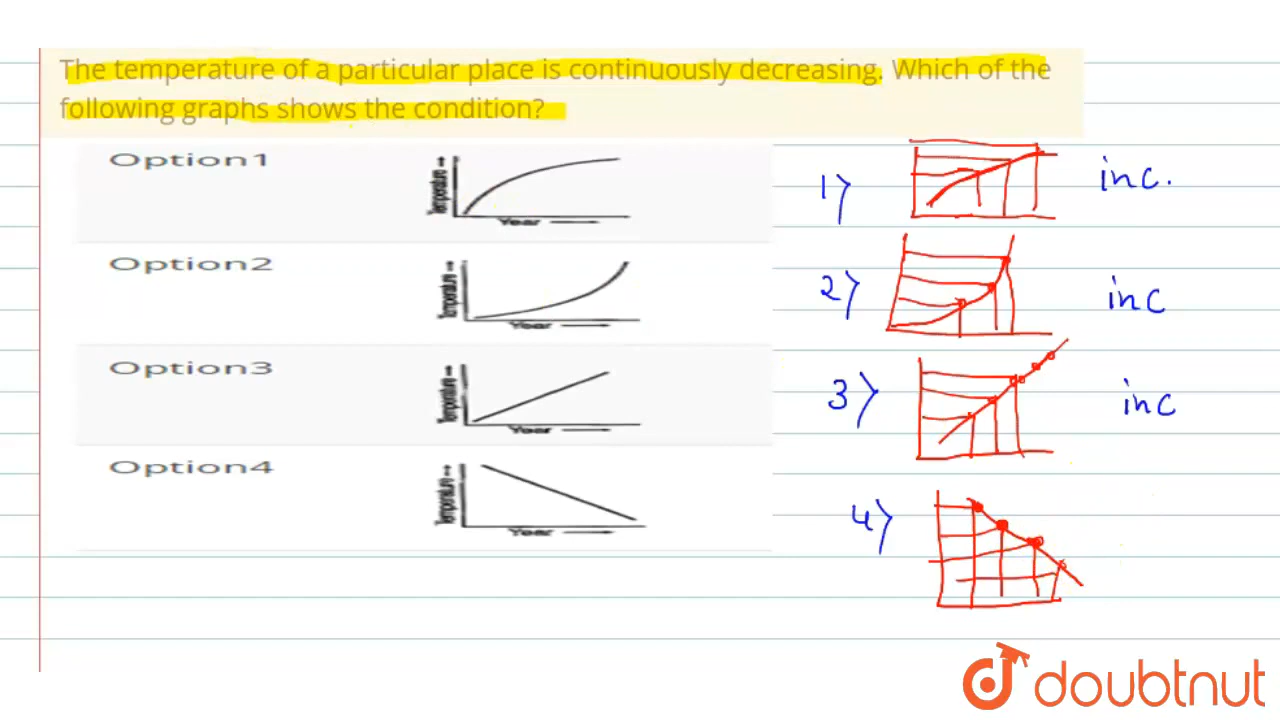 The temperature of a particular place is continuously decreasing. Which of the
following graphs shows the condition?
Option1
Temperature
Year
1)
inc.
Option2
Temperature
Year
2)
inc
Option3
Temperature
Year
3)
inc
Option4
Temperature
Year
4)
doubtnut